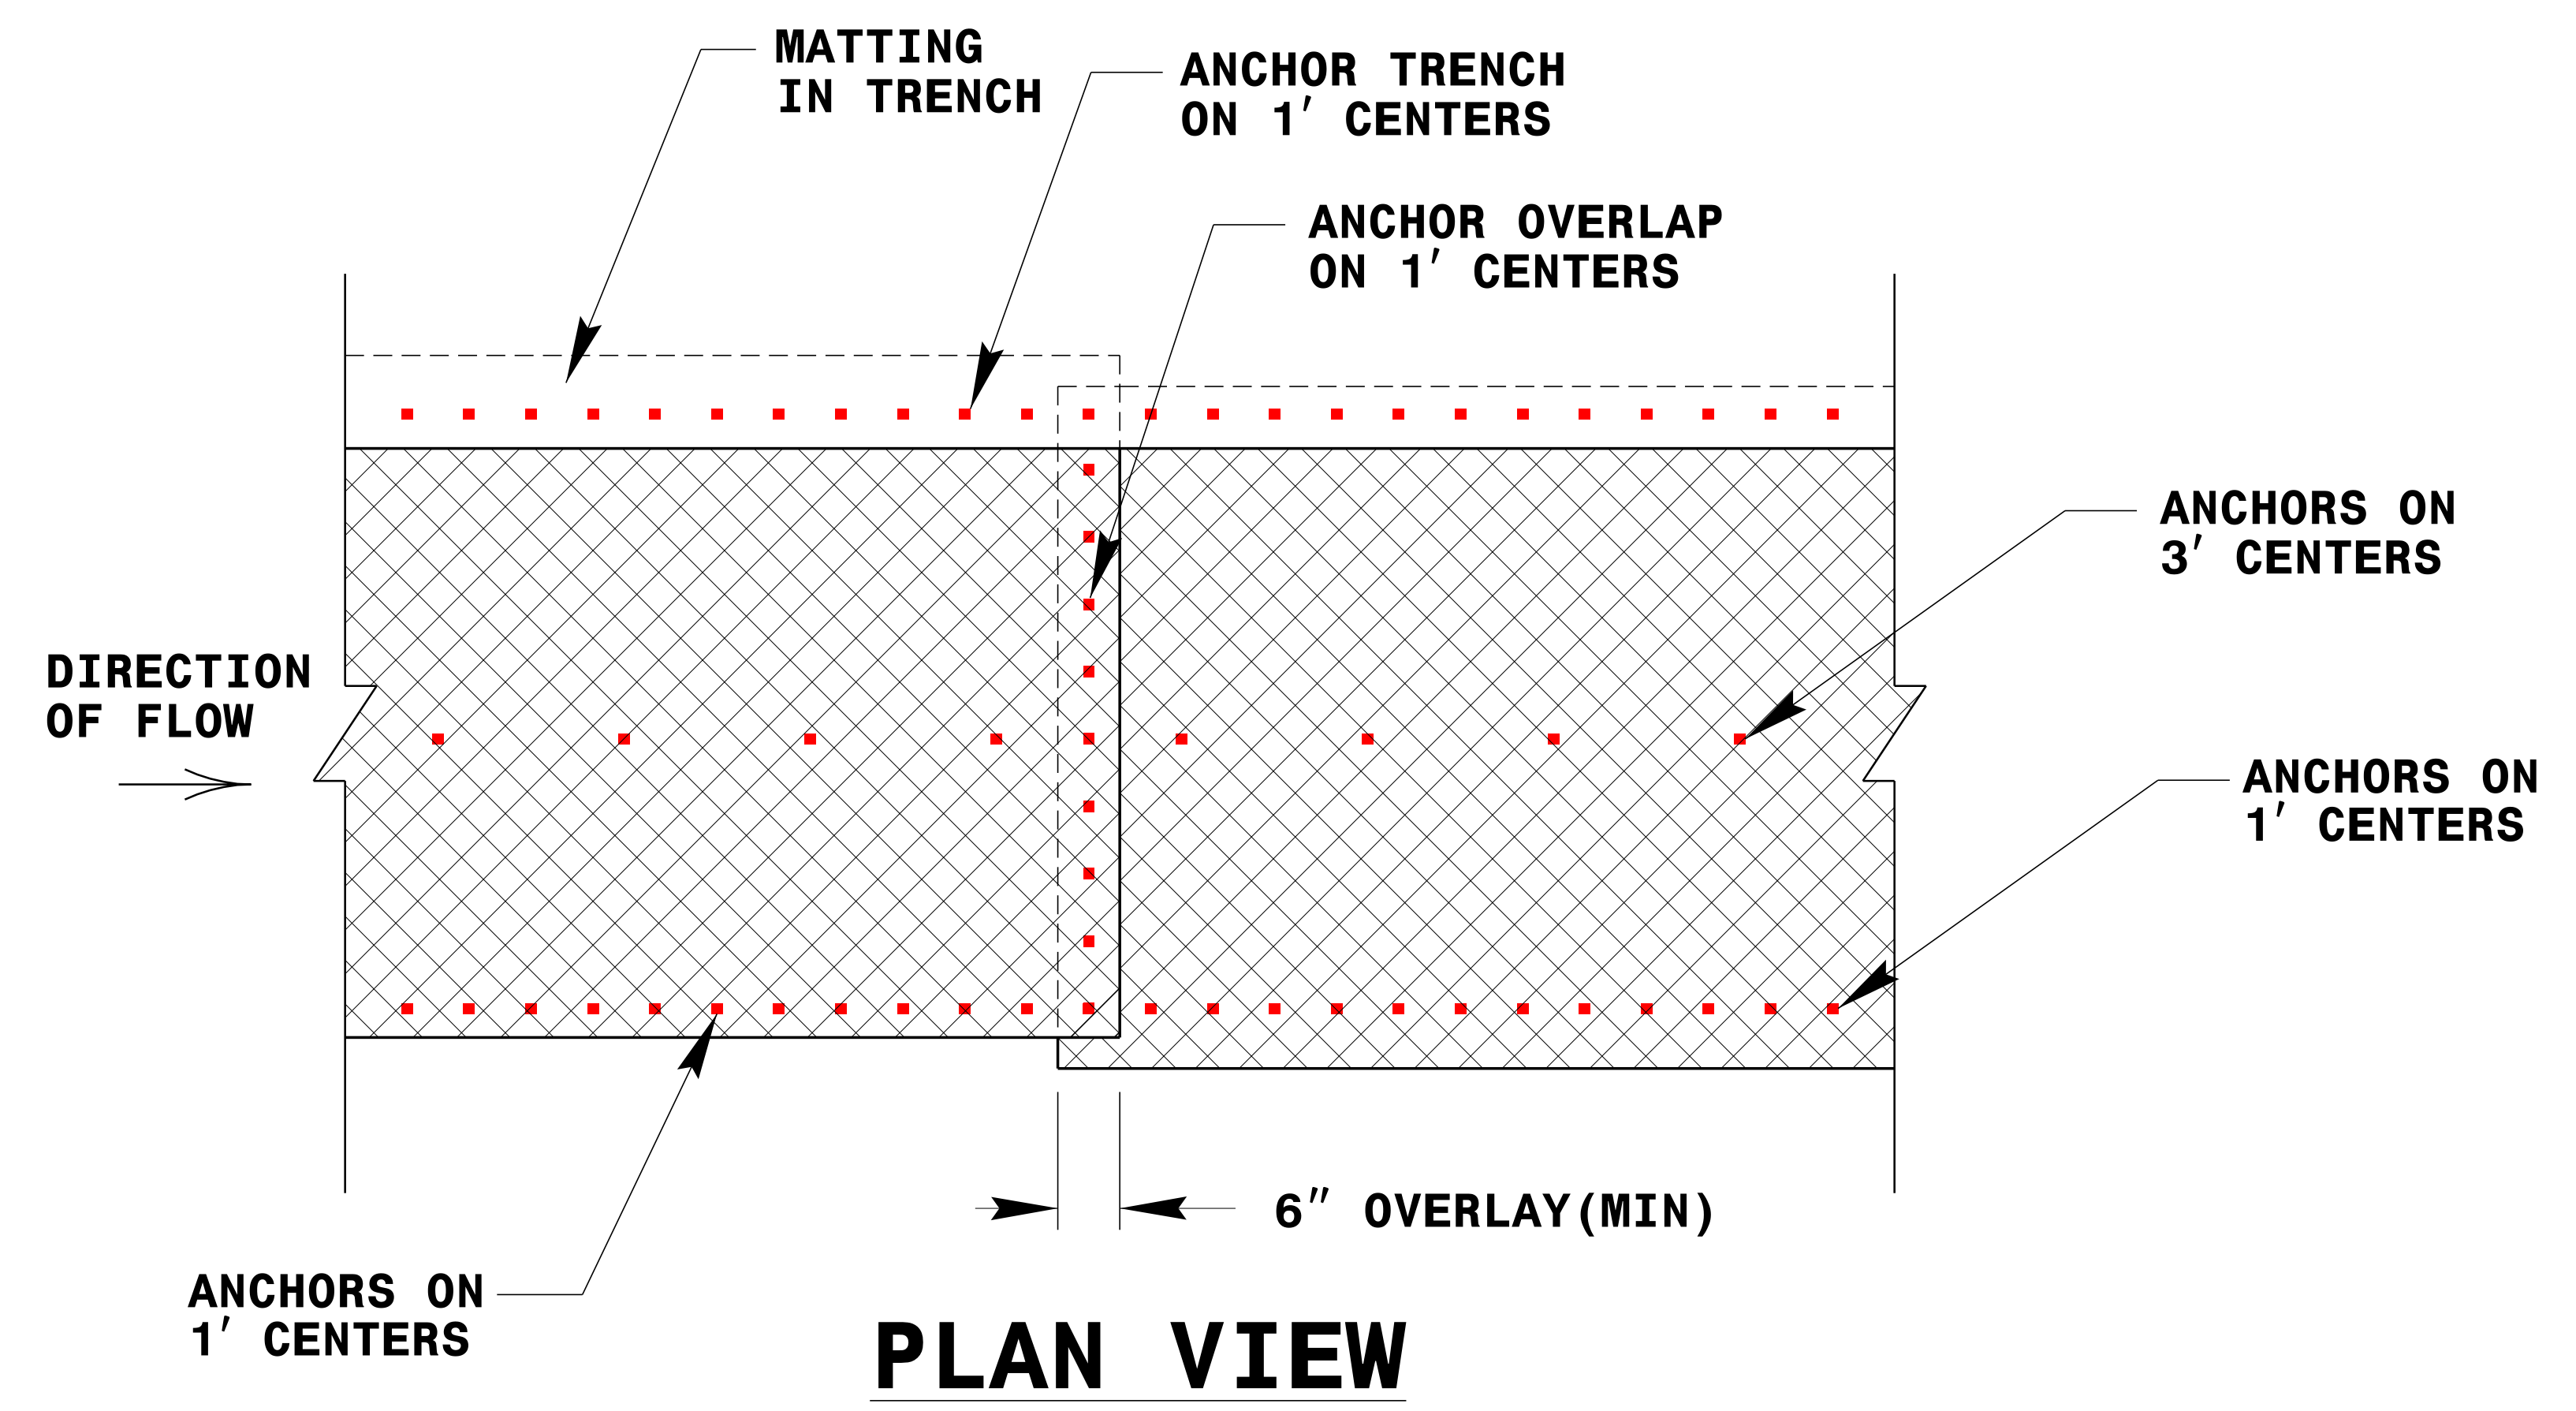 MATTING
IN TRENCH
ANCHOR TRENCH
ON 1' CENTERS
ANCHOR OVERLAP
ON 1' CENTERS
ANCHORS ON
3' CENTERS
DIRECTION
OF FLOW
ANCHORS ON
1' CENTERS
6" OVERLAY(MIN)
ANCHORS ON
1' CENTERS
PLAN VIEW